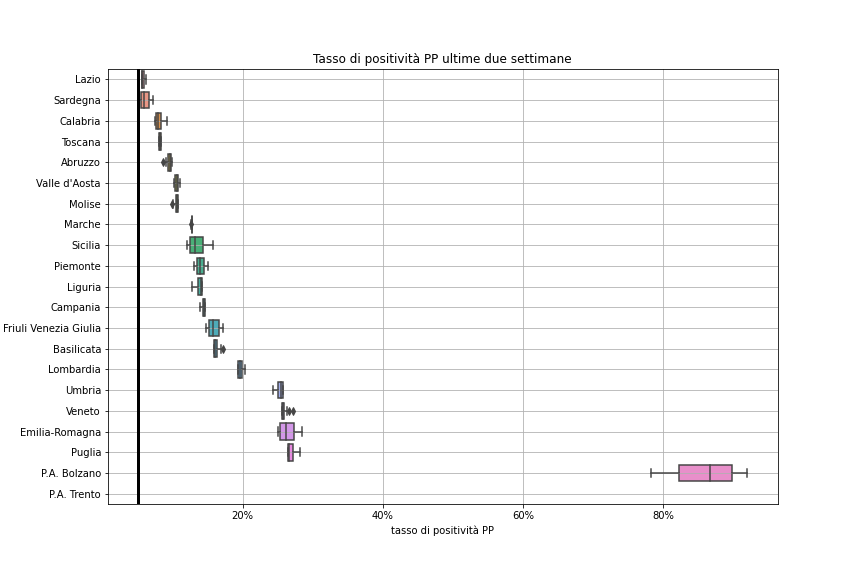 Tasso di positività PP ultime due settimane
Lazio
Sardegna
Calabria
Toscana
Abruzzo
Valle d'Aosta
Molise
Marche
Sicilia
Piemonte
Liguria
Campania
Friuli Venezia Giulia
Basilicata
Lombardia
Umbria
Veneto
Emilia-Romagna
Puglia
P.A. Bolzano
P.A. Trento
20% 40% 60% 80%
tasso di positività PP